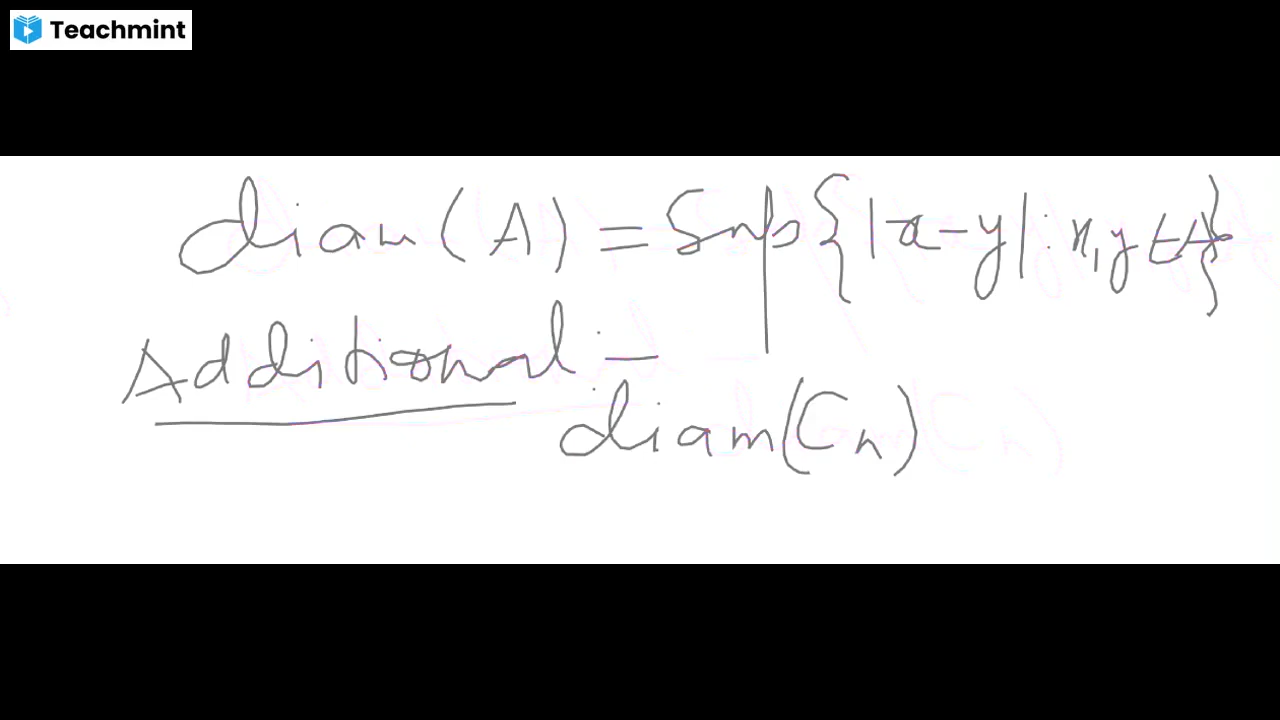 Teachmint
diam(A) = Sup{|x-y| : x,y ∈ A}
Additional -
diam(Cn)